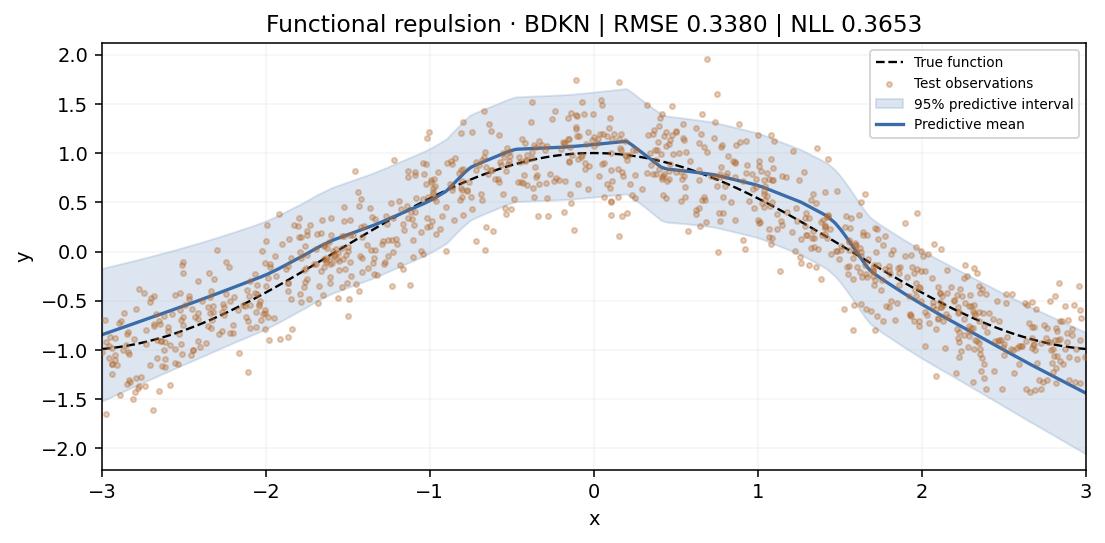 Functional repulsion · BDKN | RMSE 0.3380 | NLL 0.3653
True function
Test observations
95% predictive interval
Predictive mean
y
2.0
1.5
1.0
0.5
0.0
−0.5
−1.0
−1.5
−2.0
−3 −2 −1 0 1 2 3
x